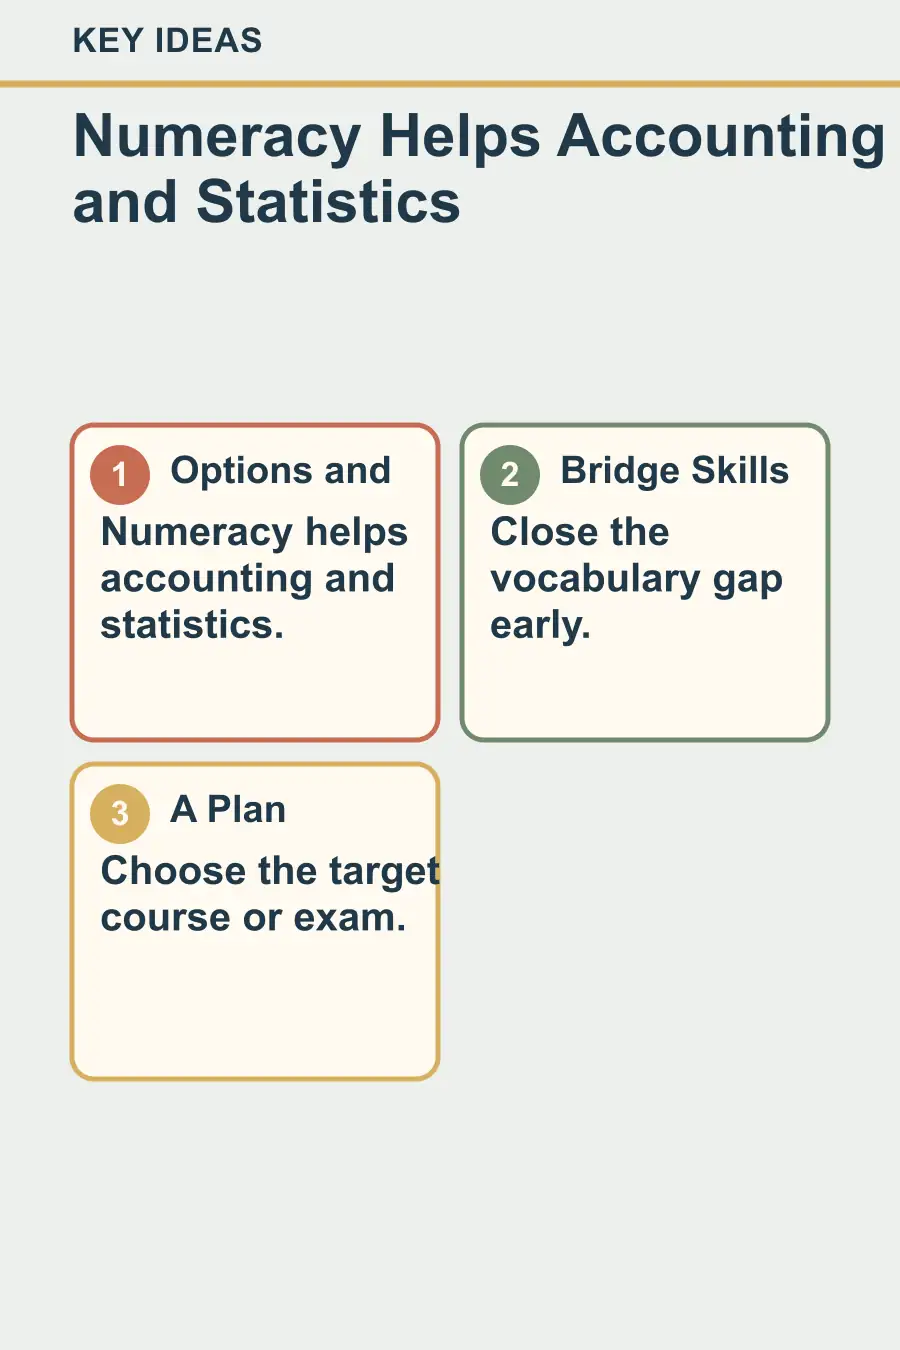 KEY IDEAS
Numeracy Helps Accounting
and Statistics
1 Options and
Numeracy helps
accounting and
statistics.
2 Bridge Skills
Close the
vocabulary gap
early.
3 A Plan
Choose the target
course or exam.